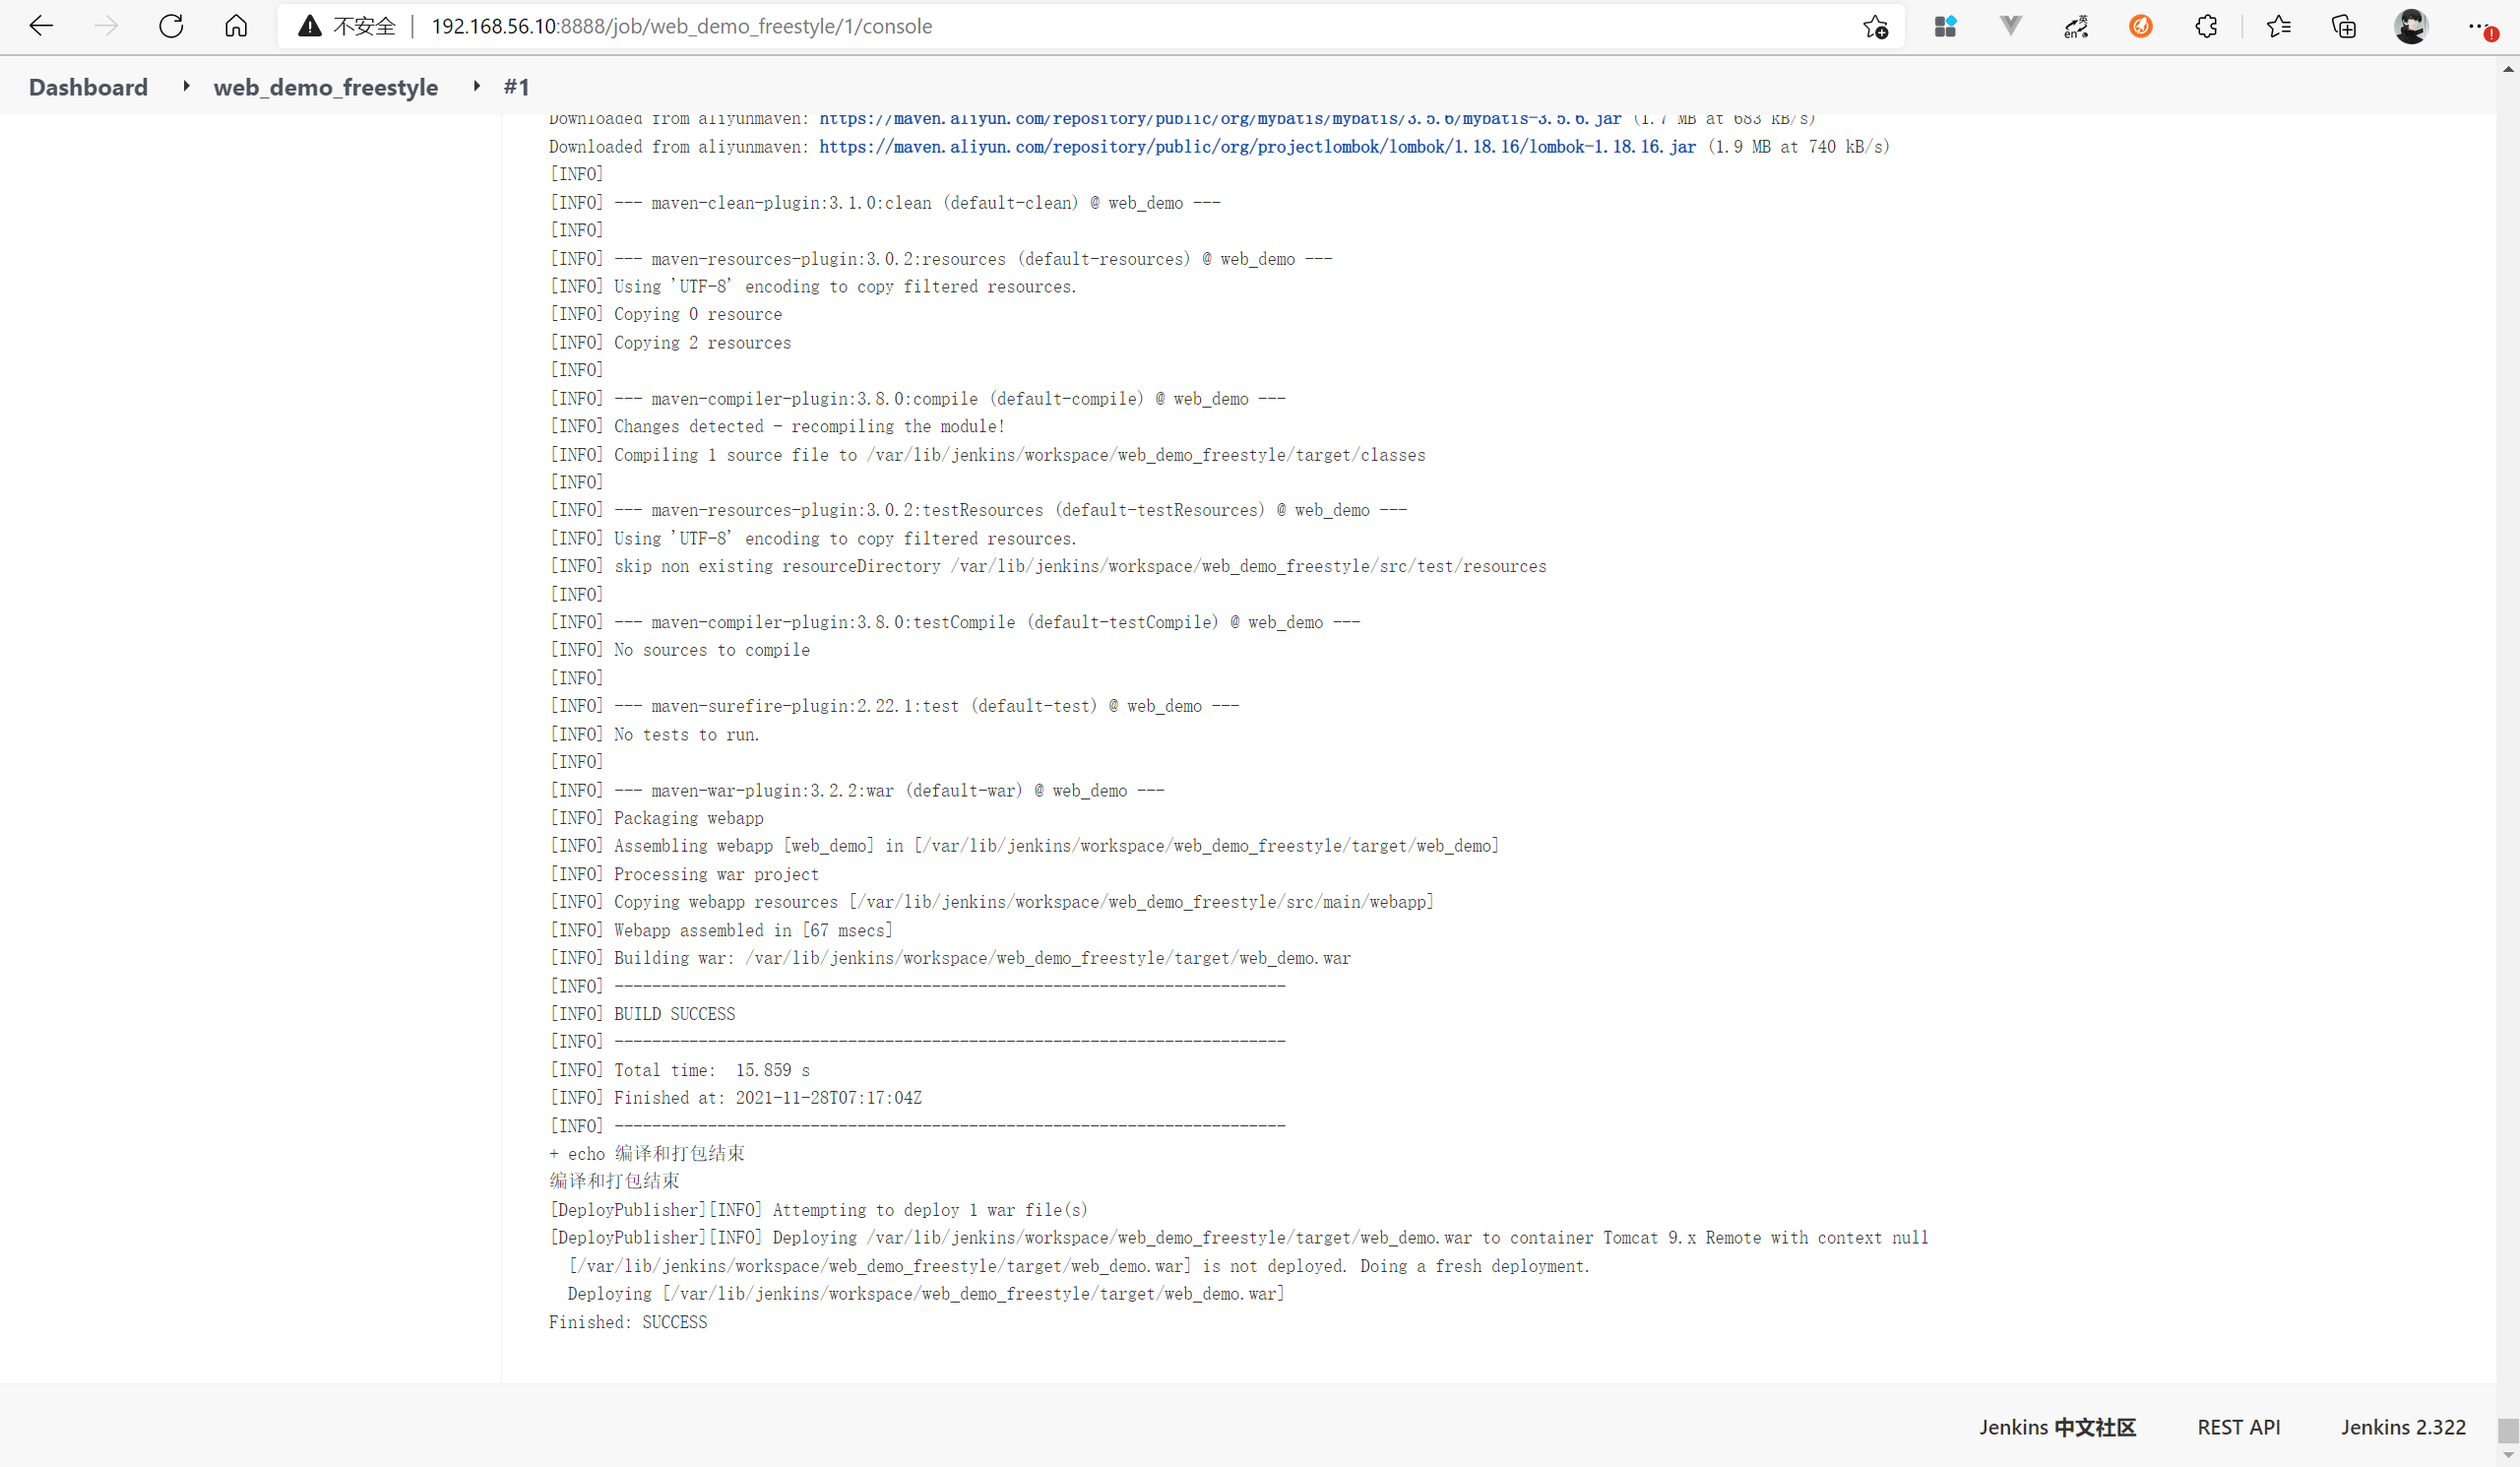 不安全 | 192.168.56.10:8888/job/web_demo_freestyle/1/console
Dashboard web_demo_freestyle #1
Downloaded from aliyunmaven: https://maven.aliyun.com/repository/public/org/mybatis/mybatis/3.5.6/mybatis-3.5.6.jar (1.7 MB at 683 kB/s)
Downloaded from aliyunmaven: https://maven.aliyun.com/repository/public/org/projectlombok/lombok/1.18.16/lombok-1.18.16.jar (1.9 MB at 740 kB/s)
[INFO]
[INFO] --- maven-clean-plugin:3.1.0:clean (default-clean) @ web_demo ---
[INFO]
[INFO] --- maven-resources-plugin:3.0.2:resources (default-resources) @ web_demo ---
[INFO] Using 'UTF-8' encoding to copy filtered resources.
[INFO] Copying 0 resource
[INFO] Copying 2 resources
[INFO]
[INFO] --- maven-compiler-plugin:3.8.0:compile (default-compile) @ web_demo ---
[INFO] Changes detected - recompiling the module!
[INFO] Compiling 1 source file to /var/lib/jenkins/workspace/web_demo_freestyle/target/classes
[INFO]
[INFO] --- maven-resources-plugin:3.0.2:testResources (default-testResources) @ web_demo ---
[INFO] Using 'UTF-8' encoding to copy filtered resources.
[INFO] skip non existing resourceDirectory /var/lib/jenkins/workspace/web_demo_freestyle/src/test/resources
[INFO]
[INFO] --- maven-compiler-plugin:3.8.0:testCompile (default-testCompile) @ web_demo ---
[INFO] No sources to compile
[INFO]
[INFO] --- maven-surefire-plugin:2.22.1:test (default-test) @ web_demo ---
[INFO] No tests to run.
[INFO]
[INFO] --- maven-war-plugin:3.2.2:war (default-war) @ web_demo ---
[INFO] Packaging webapp
[INFO] Assembling webapp [web_demo] in [/var/lib/jenkins/workspace/web_demo_freestyle/target/web_demo]
[INFO] Processing war project
[INFO] Copying webapp resources [/var/lib/jenkins/workspace/web_demo_freestyle/src/main/webapp]
[INFO] Webapp assembled in [67 msecs]
[INFO] Building war: /var/lib/jenkins/workspace/web_demo_freestyle/target/web_demo.war
[INFO] ------------------------------------------------------------------------
[INFO] BUILD SUCCESS
[INFO] ------------------------------------------------------------------------
[INFO] Total time:  15.859 s
[INFO] Finished at: 2021-11-28T07:17:04Z
[INFO] ------------------------------------------------------------------------
+ echo 编译和打包结束
编译和打包结束
[DeployPublisher][INFO] Attempting to deploy 1 war file(s)
[DeployPublisher][INFO] Deploying /var/lib/jenkins/workspace/web_demo_freestyle/target/web_demo.war to container Tomcat 9.x Remote with context null
[/var/lib/jenkins/workspace/web_demo_freestyle/target/web_demo.war] is not deployed. Doing a fresh deployment.
Deploying [/var/lib/jenkins/workspace/web_demo_freestyle/target/web_demo.war]
Finished: SUCCESS
Jenkins 中文社区 REST API Jenkins 2.322